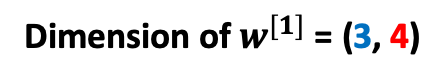 Dimension of w[1] = (3, 4)